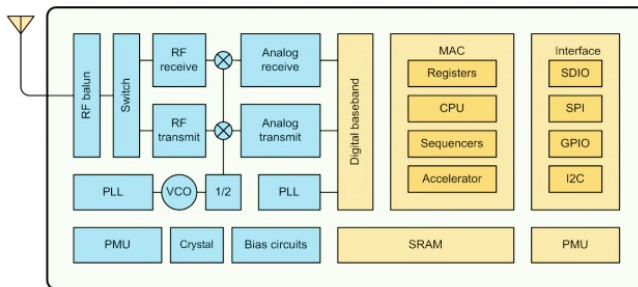 RF balun
Switch
RF
receive
Analog
receive
RF
transmit
Analog
transmit
PLL
VCO
1/2
PLL
Digital baseband
MAC
Registers
CPU
Sequencers
Accelerator
Interface
SDIO
SPI
GPIO
I2C
PMU
Crystal
Bias circuits
SRAM
PMU